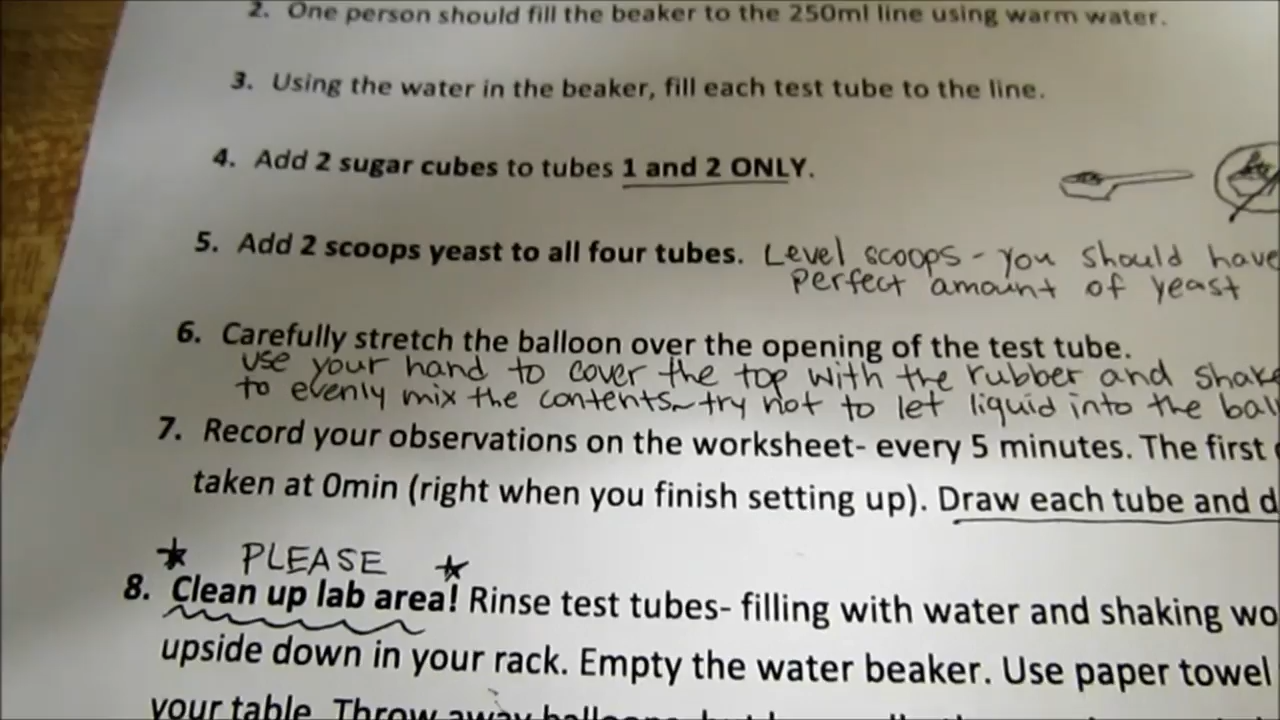 2. One person should fill the beaker to the 250ml line using warm water.
3. Using the water in the beaker, fill each test tube to the line.
4. Add 2 sugar cubes to tubes 1 and 2 ONLY.
5. Add 2 scoops yeast to all four tubes. Level scoops - you should have
perfect amount of yeast
6. Carefully stretch the balloon over the opening of the test tube.
use your hand to cover the top with the rubber and shake
to evenly mix the contents~try not to let liquid into the
7. Record your observations on the worksheet- every 5 minutes. The first
taken at 0min (right when you finish setting up). Draw each tube and
PLEASE
8. Clean up lab area! Rinse test tubes- filling with water and shaking
upside down in your rack. Empty the water beaker. Use paper towel
your table. Throw away